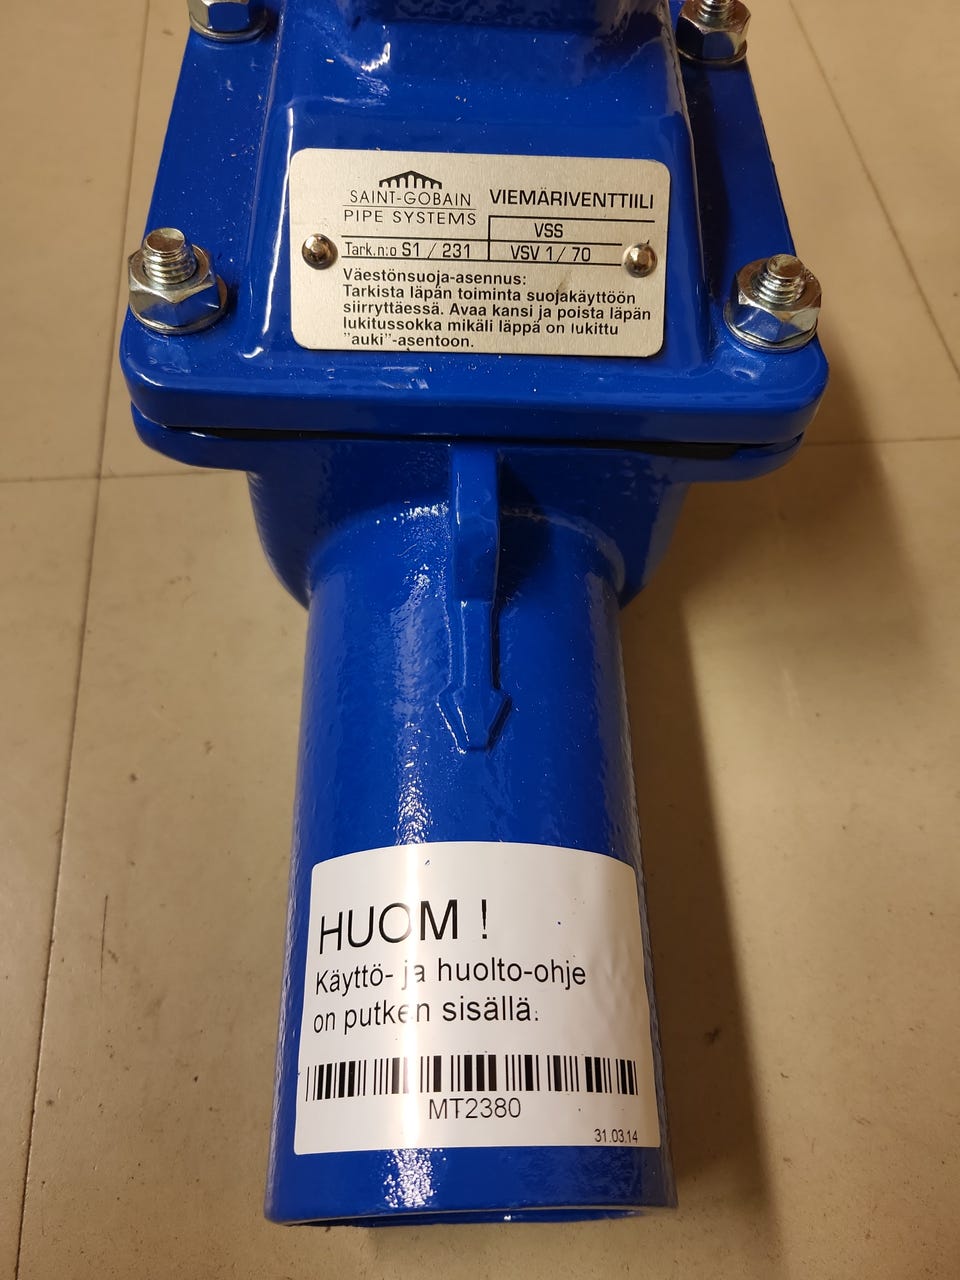 SAINT-GOBAIN
PIPE SYSTEMS
VIEMÄRIVENTTIILI
VSS
Tark.n:o S1 / 231
VSV 1 / 70
Väestönsuoja-asennus:
Tarkista läpän toiminta suojakäyttöön
siirryttäessä. Avaa kansi ja poista läpän
lukitussokka mikäli läppä on lukittu
"auki"-asentoon.
HUOM !
Käyttö- ja huolto-ohje
on putken sisällä.
MT2380
31.03.14